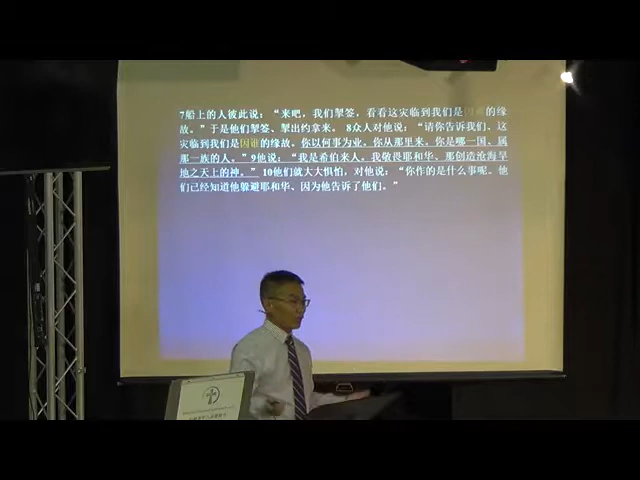 7船上的人彼此说：“来吧，我们掣签，看看这灾临到我们是因谁的缘
故。”于是他们掣签、掣出约拿来。 8众人对他说：“请你告诉我们、这
灾临到我们是因谁的缘故。你以何事为业。你从那里来。你是哪一国、属
那一族的人。”9他说：“我是希伯来人。我敬畏耶和华、那创造沧海旱
地之天上的神。” 10他们就大大惧怕，对他说：“你作的是什么事呢。他
们已经知道他躲避耶和华、因为他告诉了他们。”